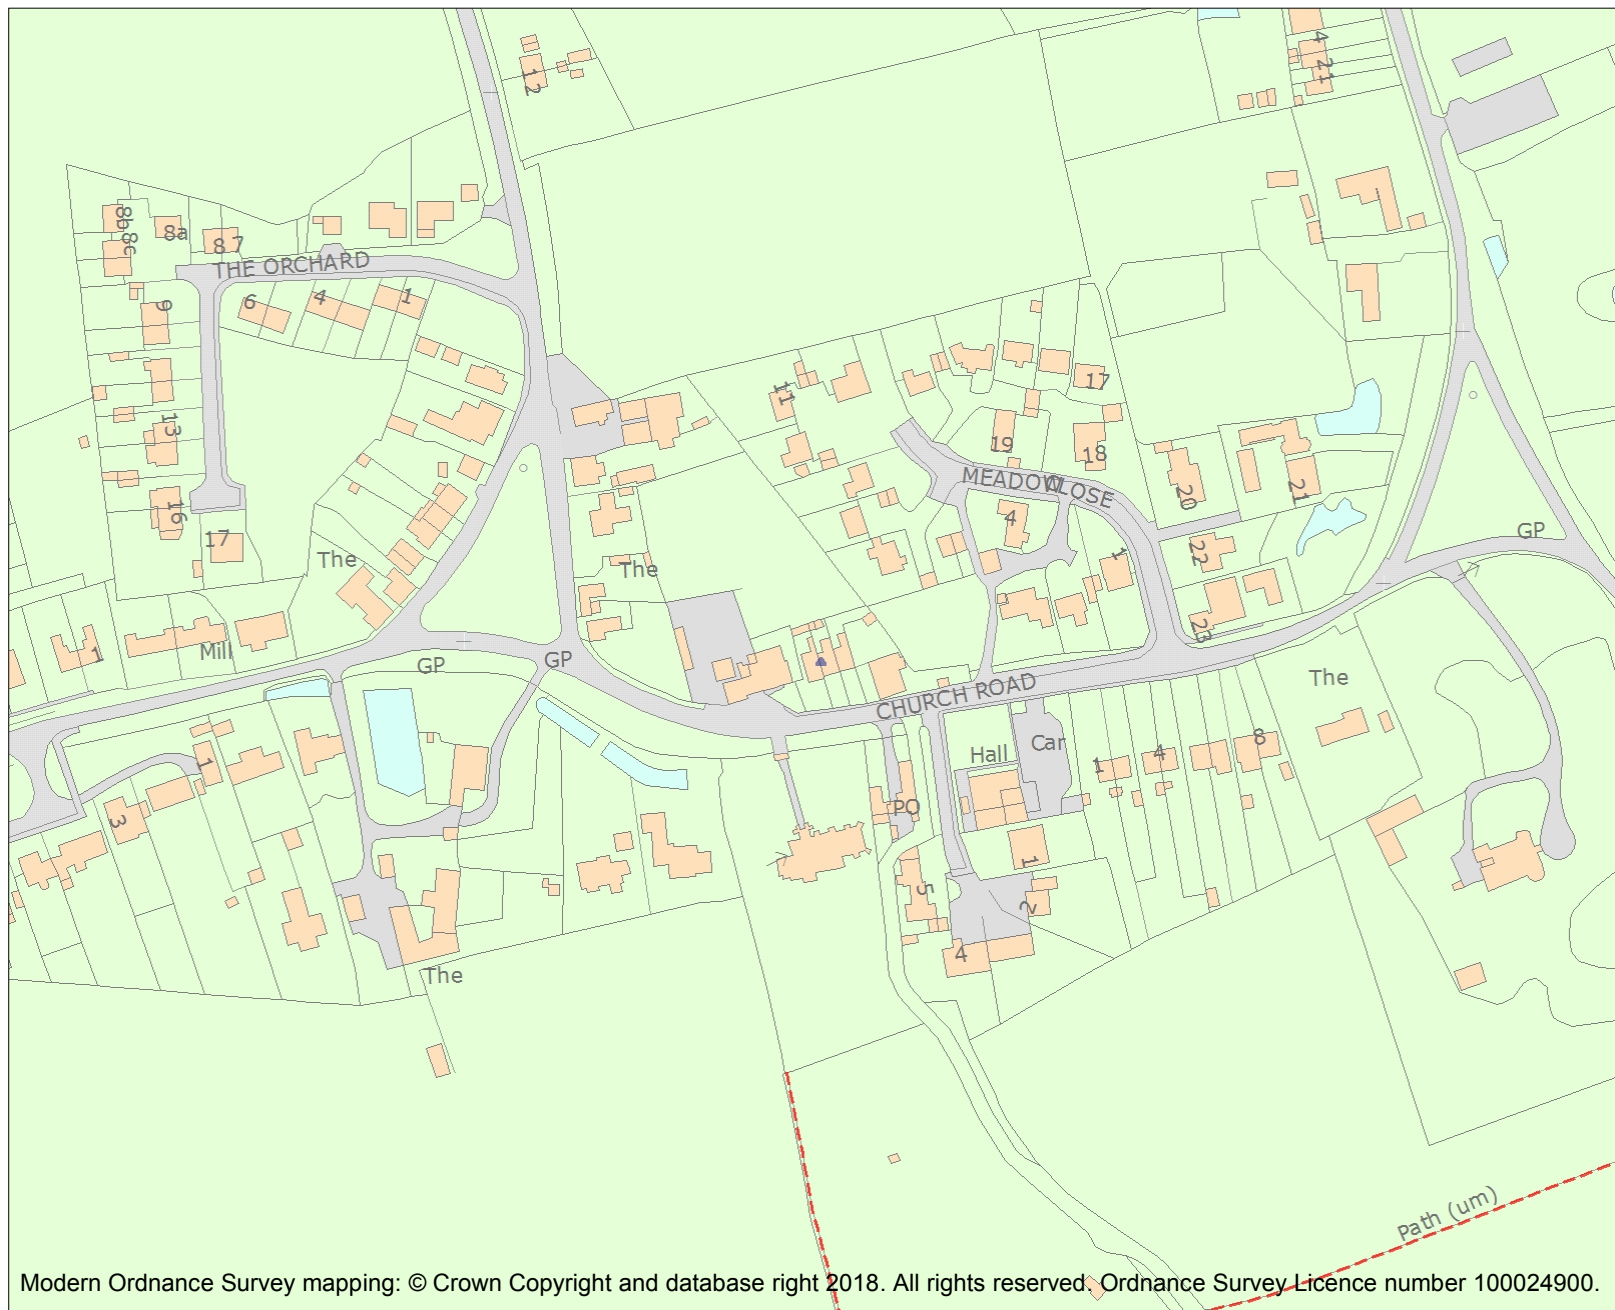 12
4
21
8b
8c
8a
8 7
THE ORCHARD
6
4
1
9
13
16
17
11
17
19
18
MEADOW CLOSE
4
1
20
21
22
23
GP
The
The
1
Mill
GP
GP
CHURCH ROAD
The
1
3
Hall
Car
1
4
8
PO
5
1
2
4
The
Path (um)
Modern Ordnance Survey mapping: © Crown Copyright and database right 2018. All rights reserved. Ordnance Survey Licence number 100024900.